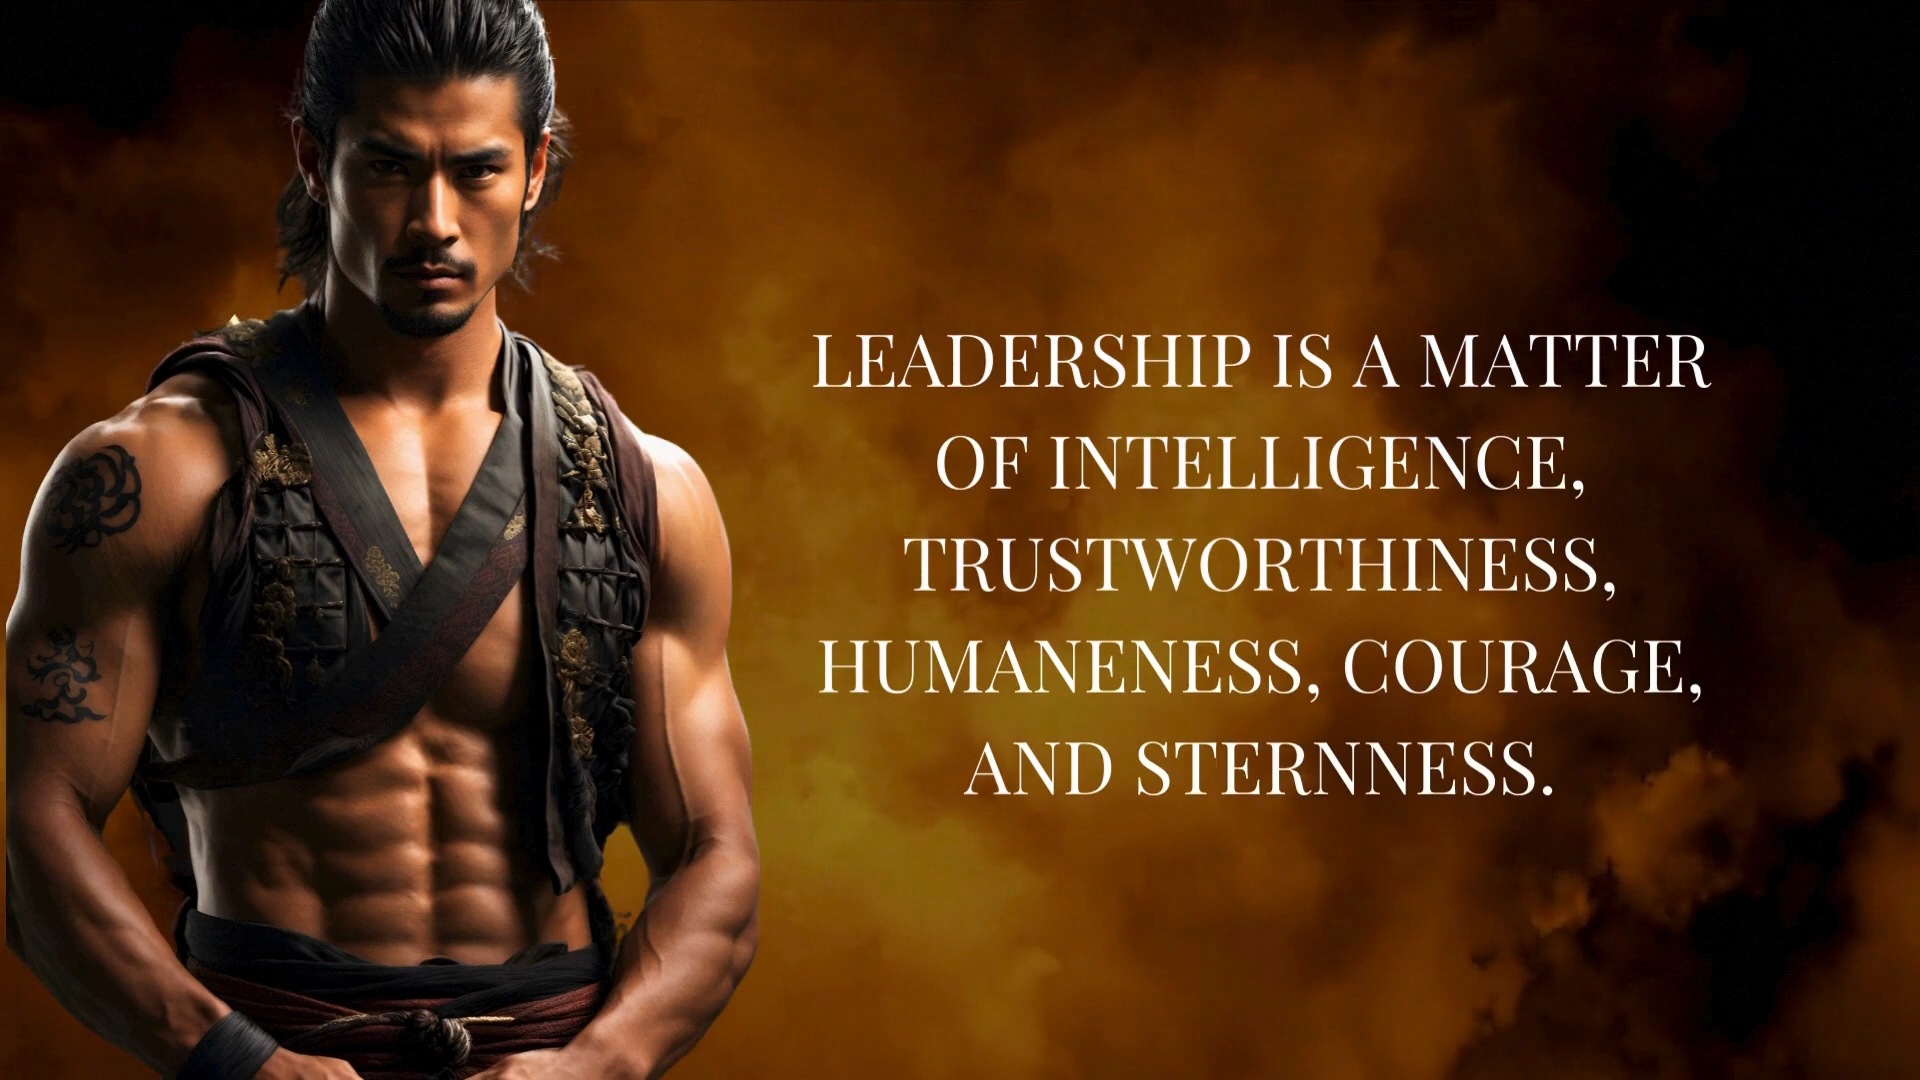 LEADERSHIP IS A MATTER
OF INTELLIGENCE,
TRUSTWORTHINESS,
HUMANENESS, COURAGE,
AND STERNNESS.